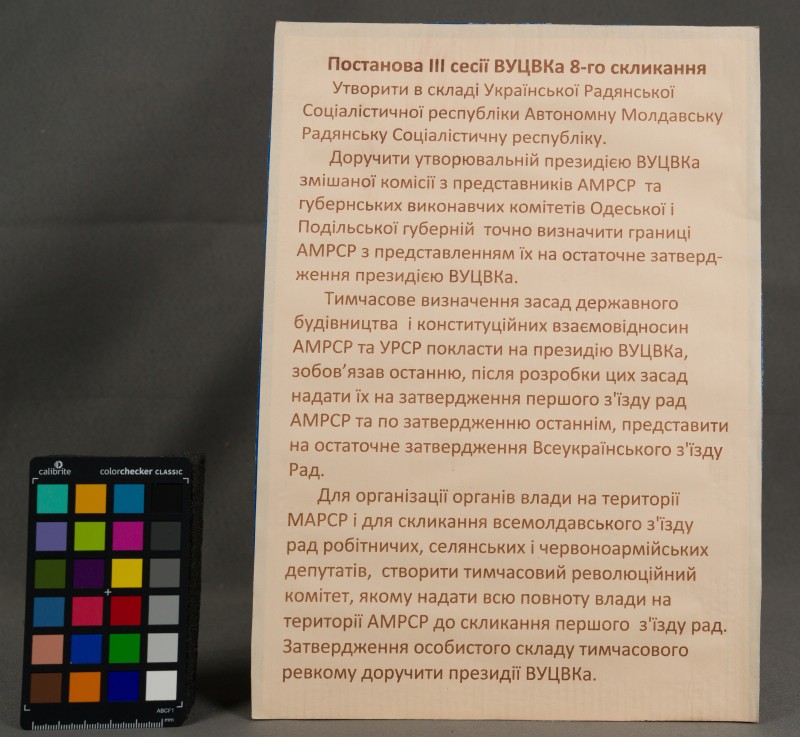 Постанова ІІІ сесії ВУЦВКа 8-го скликання
Утворити в складі Української Радянської
Соціалістичної республіки Автономну Молдавську
Радянську Соціалістичну республіку.
Доручити утворювальній президією ВУЦВКа
змішаної комісії з представників АМРСР та
губернських виконавчих комітетів Одеської і
Подільської губерній точно визначити границі
АМРСР з представленням їх на остаточне затверд-
ження президією ВУЦВКа.
Тимчасове визначення засад державного
будівництва і конституційних взаємовідносин
АМРСР та УРСР покласти на президію ВУЦВКа,
зобов’язав останню, після розробки цих засад
надати їх на затвердження першого з'їзду рад
АМРСР та по затвердженню останнім, представити
на остаточне затвердження Всеукраїнського з'їзду
Рад.
Для організації органів влади на території
МАРСР і для скликання всемолдавського з'їзду
рад робітничих, селянських і червоноармійських
депутатів, створити тимчасовий революційний
комітет, якому надати всю повноту влади на
території АМРСР до скликання першого з'їзду рад.
Затвердження особистого складу тимчасового
ревкому доручити президії ВУЦВКа.
calibrite colorchecker CLASSIC
ABCF1
mm